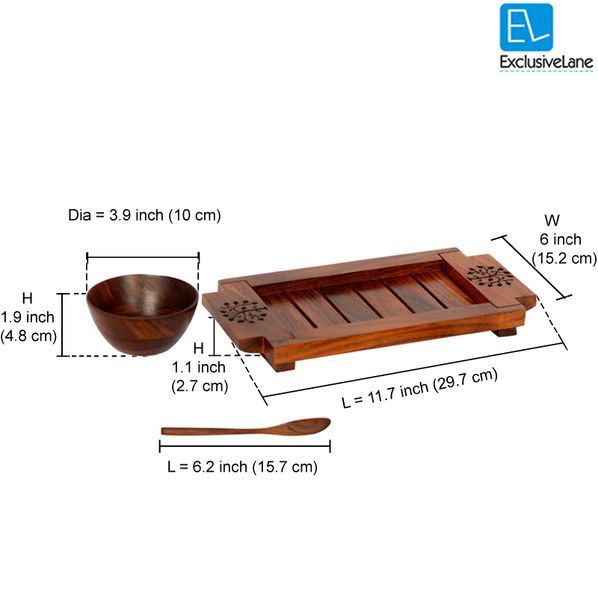 EL
ExclusiveLane
Dia = 3.9 inch (10 cm)
H
1.9 inch
(4.8 cm)
W
6 inch
(15.2 cm)
H
1.1 inch
(2.7 cm)
L = 11.7 inch (29.7 cm)
L = 6.2 inch (15.7 cm)